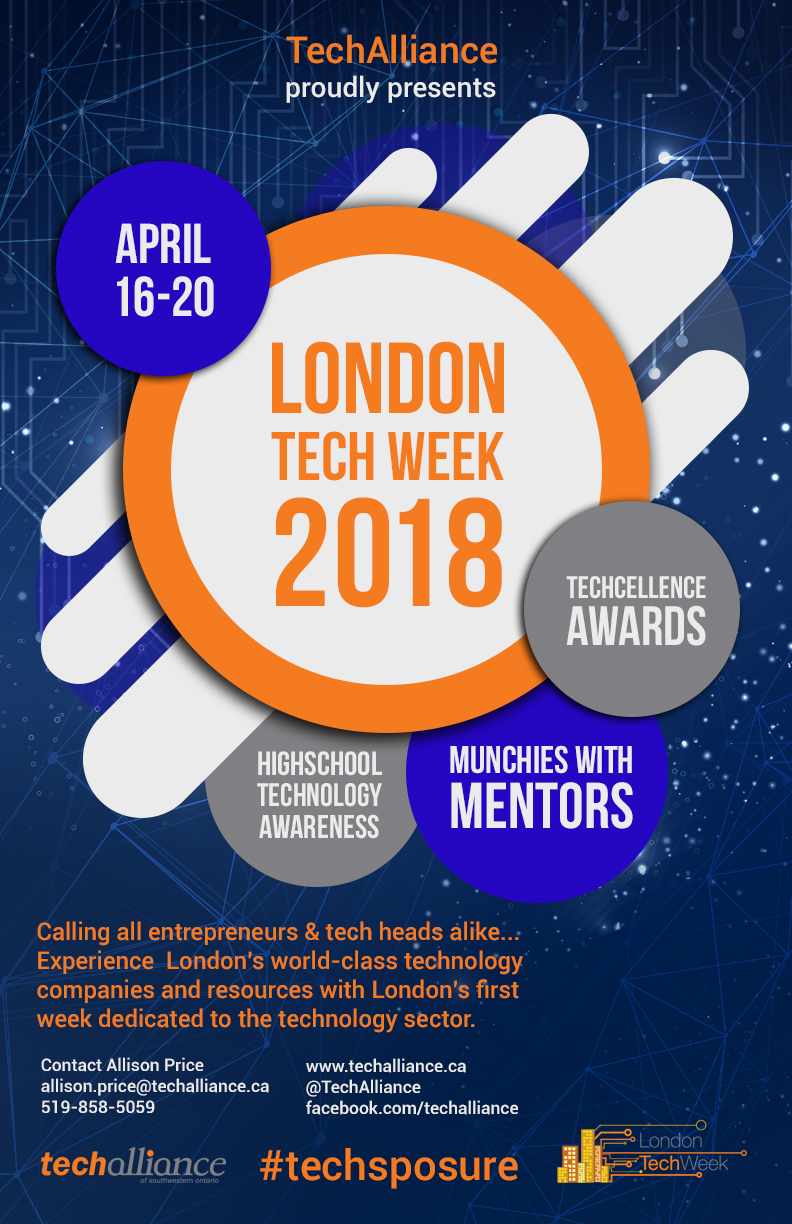 TechAlliance
proudly presents
APRIL
16-20
LONDON
TECH WEEK
2018
TECHCELLENCE
AWARDS
HIGHSCHOOL
TECHNOLOGY
AWARENESS
MUNCHIES WITH
MENTORS
Calling all entrepreneurs & tech heads alike...
Experience  London's world-class technology
companies and resources with London's first
week dedicated to the technology sector.
Contact Allison Price
allison.price@techalliance.ca
519-858-5059
www.techalliance.ca
@TechAlliance
facebook.com/techalliance
techalliance
of southwestern ontario
#techsposure
London
TechWeek